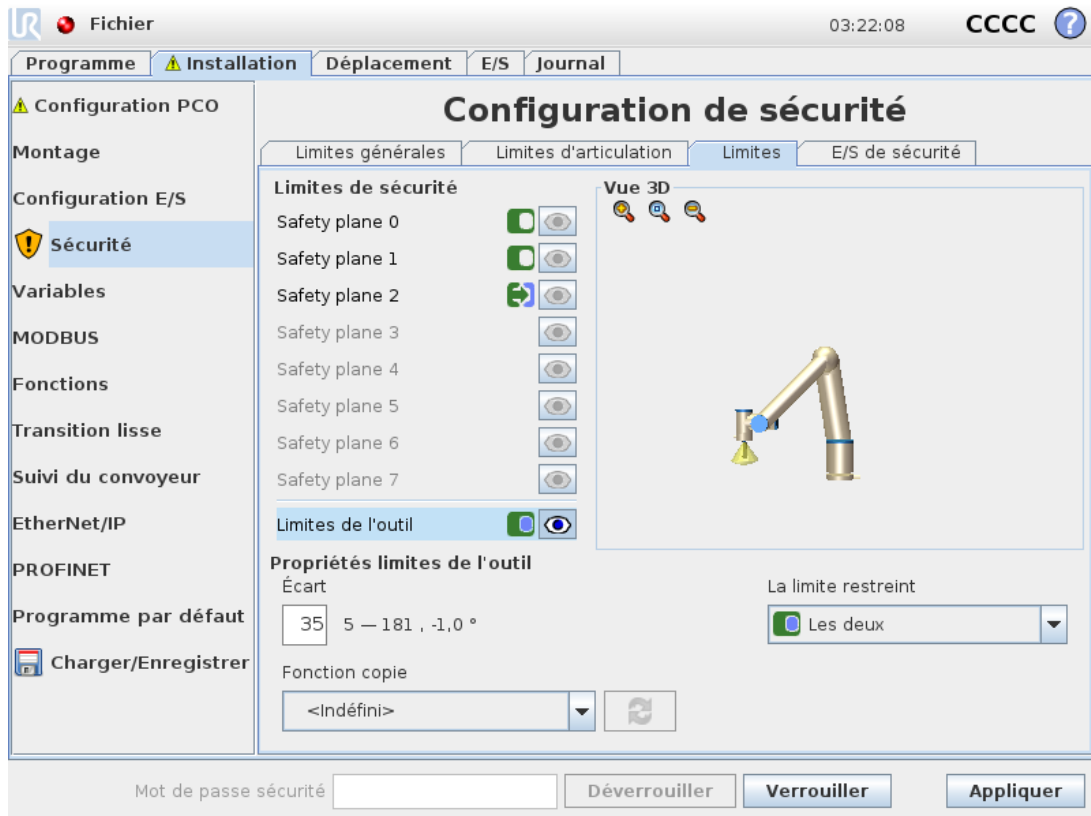 UR Fichier 03:22:08 CCCC ?
Programme Installation Déplacement E/S Journal
Configuration PCO
Montage
Configuration E/S
Sécurité
Variables
MODBUS
Fonctions
Transition lisse
Suivi du convoyeur
EtherNet/IP
PROFINET
Programme par défaut
Charger/Enregistrer
Configuration de sécurité
Limites générales Limites d'articulation Limites E/S de sécurité
Limites de sécurité
Safety plane 0
Safety plane 1
Safety plane 2
Safety plane 3
Safety plane 4
Safety plane 5
Safety plane 6
Safety plane 7
Limites de l'outil
Vue 3D
Propriétés limites de l'outil
Écart
35 5 — 181 , -1,0 °
La limite restreint
Les deux
Fonction copie
<Indéfini>
Mot de passe sécurité Déverrouiller Verrouiller Appliquer